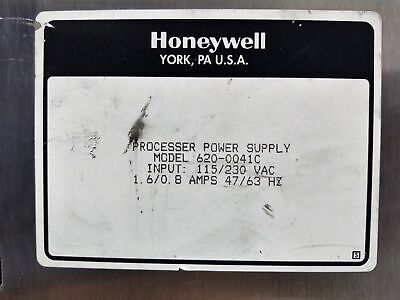 Honeywell
YORK, PA U.S.A.
PROCESSER POWER SUPPLY
MODEL 620-0041C
INPUT: 115/230 VAC
1.6/0.8 AMPS 47/63 HZ